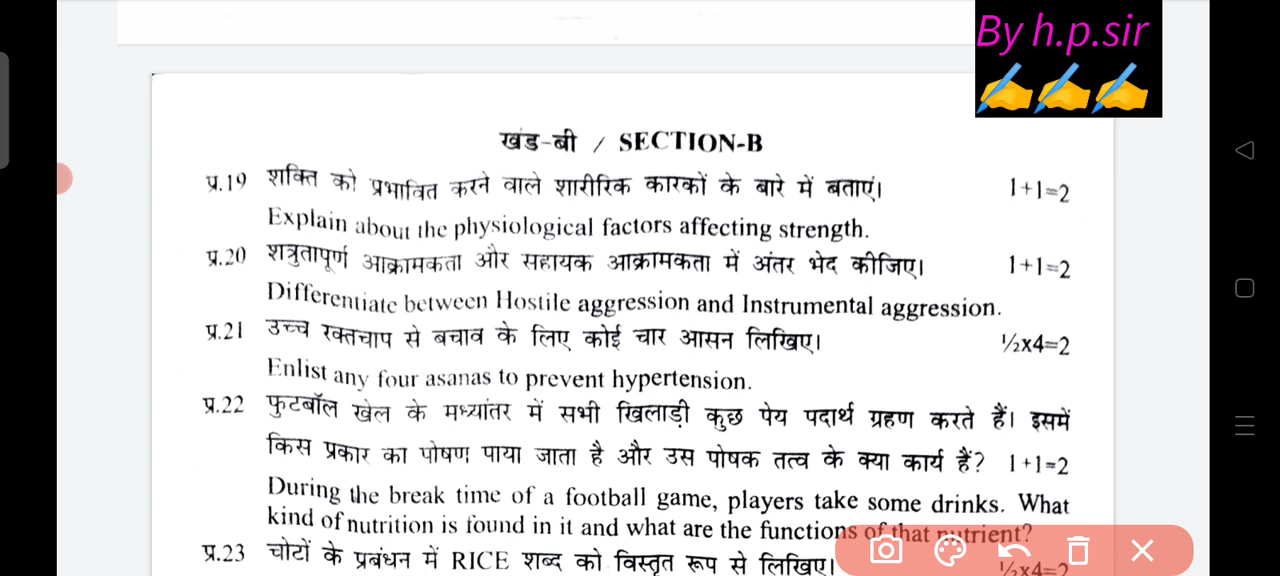 By h.p.sir
खंड-बी / SECTION-B
प्र.19 शक्ति को प्रभावित करने वाले शारीरिक कारकों के बारे में बताएं। 1+1=2
Explain about the physiological factors affecting strength.
प्र.20 शत्रुतापूर्ण आक्रामकता और सहायक आक्रामकता में अंतर भेद कीजिए। 1+1=2
Differentiate between Hostile aggression and Instrumental aggression.
प्र.21 उच्च रक्तचाप से बचाव के लिए कोई चार आसन लिखिए। ½x4=2
Enlist any four asanas to prevent hypertension.
प्र.22 फुटबॉल खेल के मध्यांतर में सभी खिलाड़ी कुछ पेय पदार्थ ग्रहण करते हैं। इसमें
किस प्रकार का पोषण पाया जाता है और उस पोषक तत्व के क्या कार्य हैं? 1+1=2
During the break time of a football game, players take some drinks. What
kind of nutrition is found in it and what are the functions of that nutrient?
प्र.23 चोटों के प्रबंधन में RICE शब्द को विस्तृत रूप से लिखिए। ½x4=2